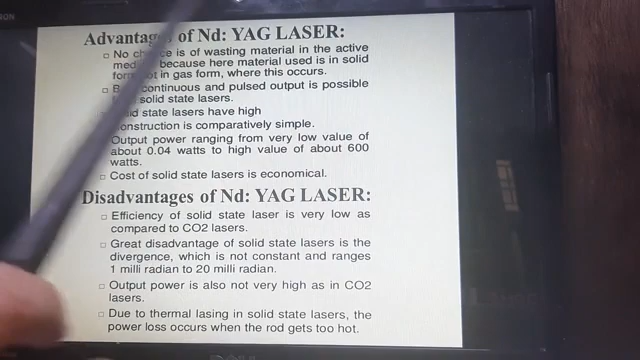 Advantages of Nd: YAG LASER:
No is of wasting material in the active
because here material used is in solid
in gas form, where this occurs.
continuous and pulsed output is possible
solid state lasers.
state lasers have high
construction is comparatively simple.
Output power ranging from very low value of
about 0.04 watts to high value of about 600
watts.
Cost of solid state lasers is economical.
Disadvantages of Nd: YAG LASER:
Efficiency of solid state laser is very low as
compared to CO2 lasers.
Great disadvantage of solid state lasers is the
divergence, which is not constant and ranges
1 milli radian to 20 milli radian.
Output power is also not very high as in CO2
lasers.
Due to thermal lasing in solid state lasers, the
power loss occurs when the rod gets too hot.